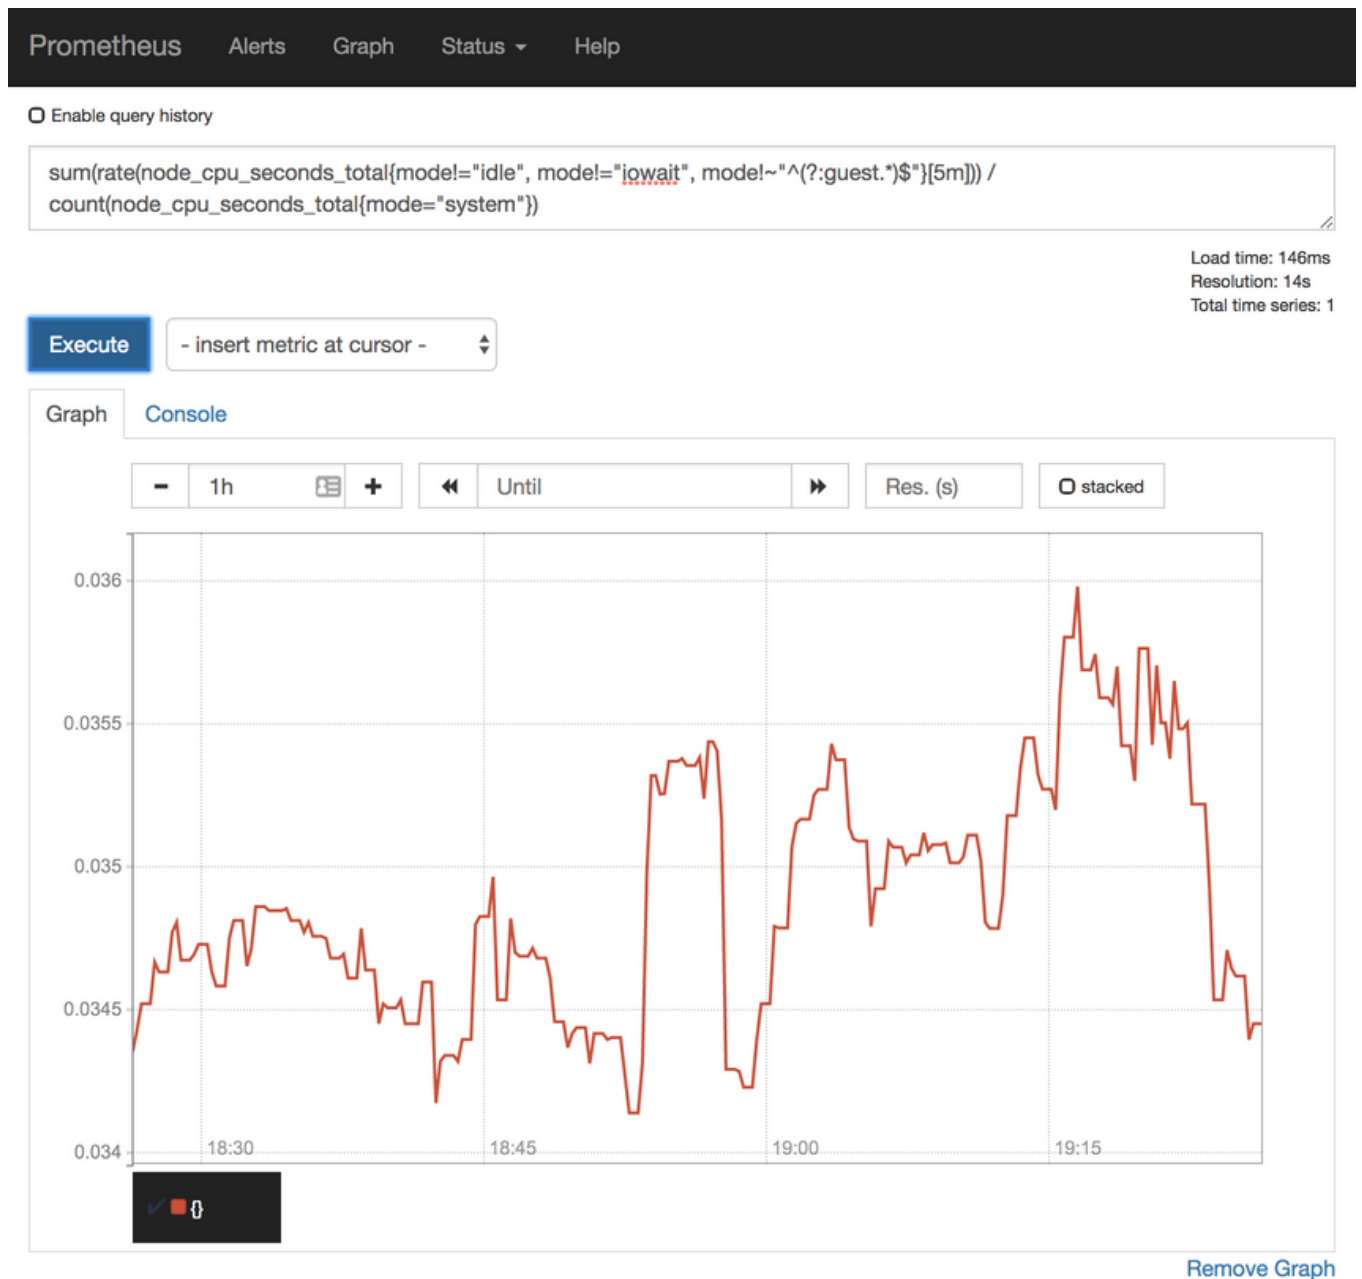 Prometheus Alerts Graph Status Help
Enable query history
sum(rate(node_cpu_seconds_total{mode!="idle", mode!="iowait", mode!~"^(?:guest.*)$"}[5m])) /
count(node_cpu_seconds_total{mode="system"})
Load time: 146ms
Resolution: 14s
Total time series: 1
Execute - insert metric at cursor -
Graph Console
1h Until Res. (s) stacked
0.036
0.0355
0.035
0.0345
0.034
18:30 18:45 19:00 19:15
{}
Remove Graph